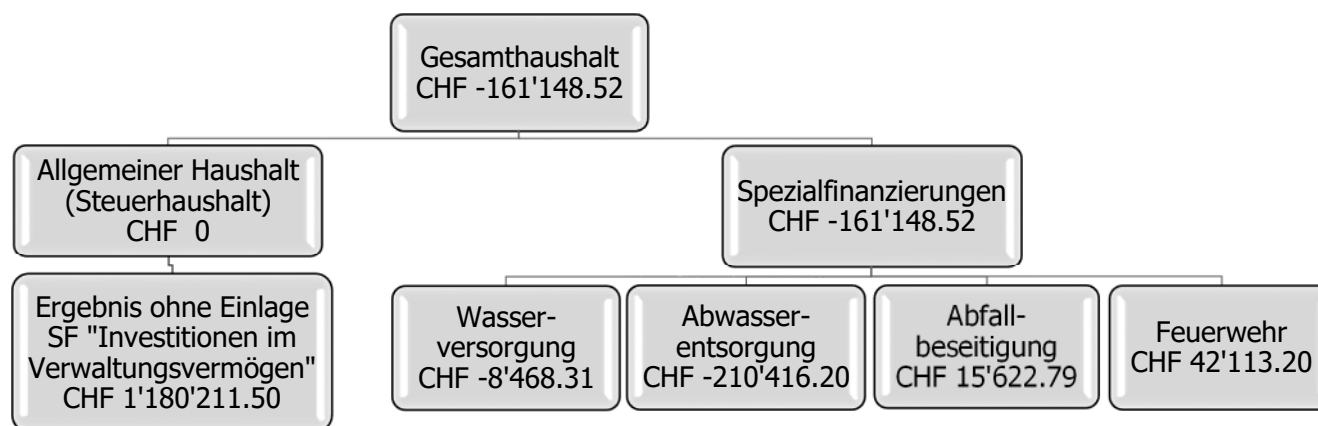 Gesamthaushalt
CHF -161'148.52
Allgemeiner Haushalt
(Steuerhaushalt)
CHF 0
Spezialfinanzierungen
CHF -161'148.52
Ergebnis ohne Einlage
SF "Investitionen im
Verwaltungsvermögen"
CHF 1'180'211.50
Wasser-
versorgung
CHF -8'468.31
Abwasser-
entsorgung
CHF -210'416.20
Abfall-
beseitigung
CHF 15'622.79
Feuerwehr
CHF 42'113.20